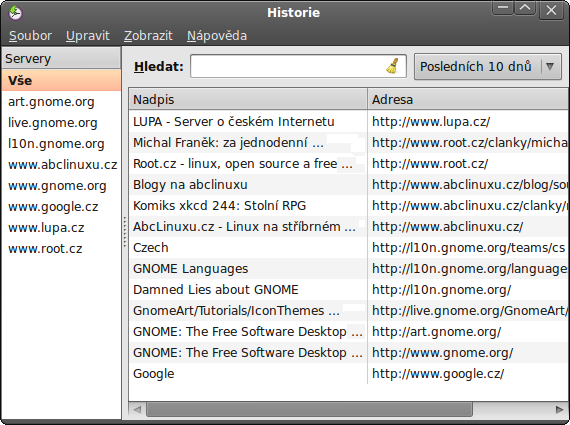 Historie
Soubor Upravit Zobrazit Nápověda
Servery
Vše
art.gnome.org
live.gnome.org
l10n.gnome.org
www.abclinuxu.cz
www.gnome.org
www.google.cz
www.lupa.cz
www.root.cz
Hledat: Posledních 10 dnů
Nadpis Adresa
LUPA - Server o českém Internetu http://www.lupa.cz/
Michal Franěk: za jednodenní ... http://www.root.cz/clanky/micha
Root.cz - linux, open source a free ... http://www.root.cz/
Blogy na abclinuxu http://www.abclinuxu.cz/blog/sou
Komiks xkcd 244: Stolní RPG http://www.abclinuxu.cz/clanky/r
AbcLinuxu.cz - Linux na stříbrném ... http://www.abclinuxu.cz/
Czech http://l10n.gnome.org/teams/cs
GNOME Languages http://l10n.gnome.org/languages
Damned Lies about GNOME http://l10n.gnome.org/
GnomeArt/Tutorials/IconThemes ... http://live.gnome.org/GnomeArt/
GNOME: The Free Software Desktop ... http://art.gnome.org/
GNOME: The Free Software Desktop ... http://www.gnome.org/
Google http://www.google.cz/